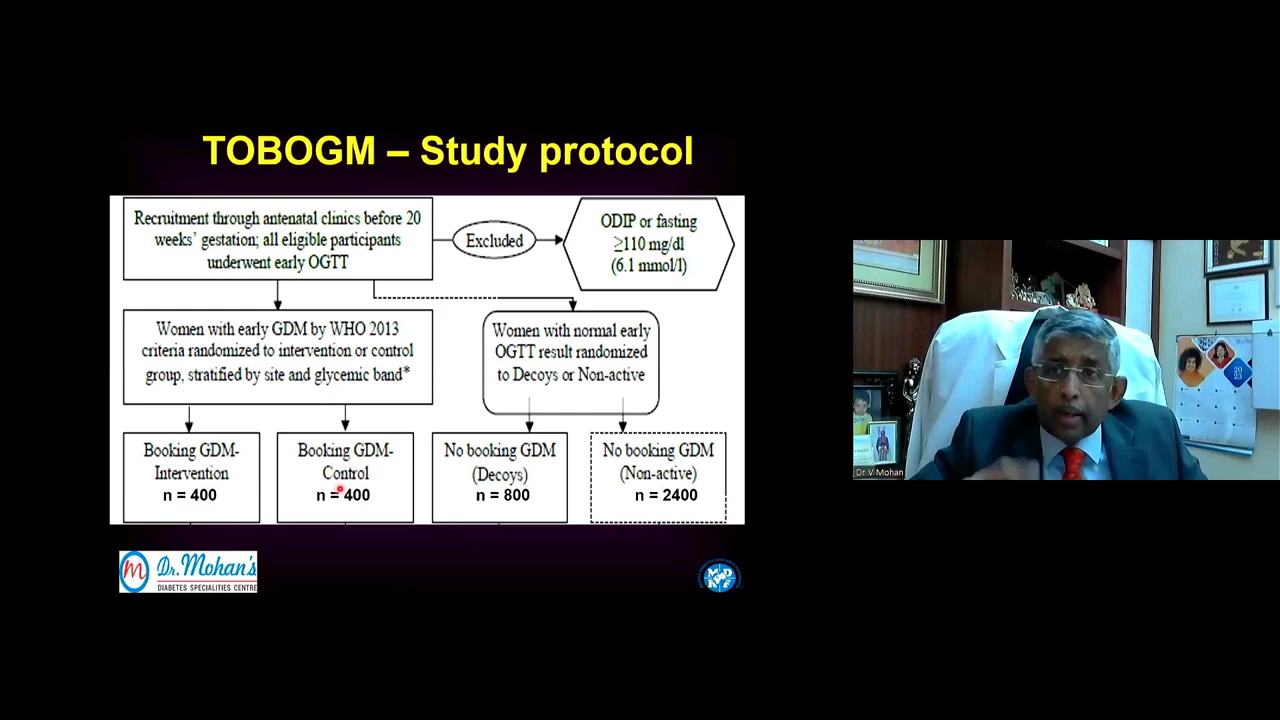 TOBOGM – Study protocol
Recruitment through antenatal clinics before 20
weeks' gestation; all eligible participants
underwent early OGTT
Excluded
ODIP or fasting
≥110 mg/dl
(6.1 mmol/l)
Women with early GDM by WHO 2013
criteria randomized to intervention or control
group, stratified by site and glycemic band*
Women with normal early
OGTT result randomized
to Decoys or Non-active
Booking GDM-
Intervention
n = 400
Booking GDM-
Control
n = 400
No booking GDM
(Decoys)
n = 800
No booking GDM
(Non-active)
n = 2400
m Dr. Mohan's
DIABETES SPECIALITIES CENTRE
Dr V Mohan
20
23